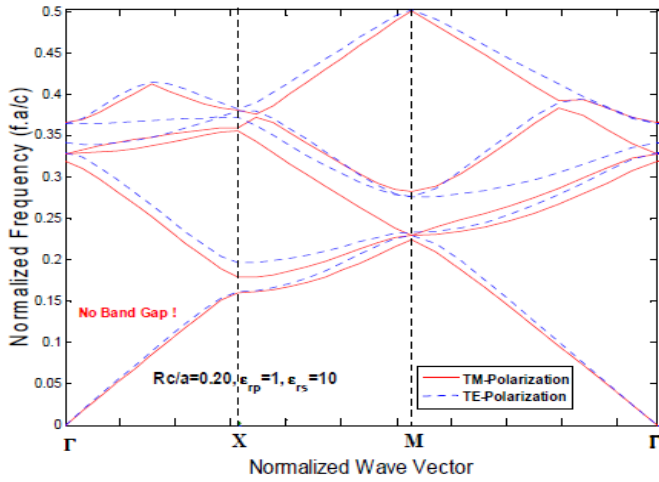 0.5
0.45
0.4
0.35
0.3
0.25
0.2
0.15
0.1
0.05
0
Normalized Frequency (f.a/c)
No Band Gap !
Rc/a=0.20, εrp=1, εrs=10
TM-Polarization
TE-Polarization
Γ X M Γ
Normalized Wave Vector